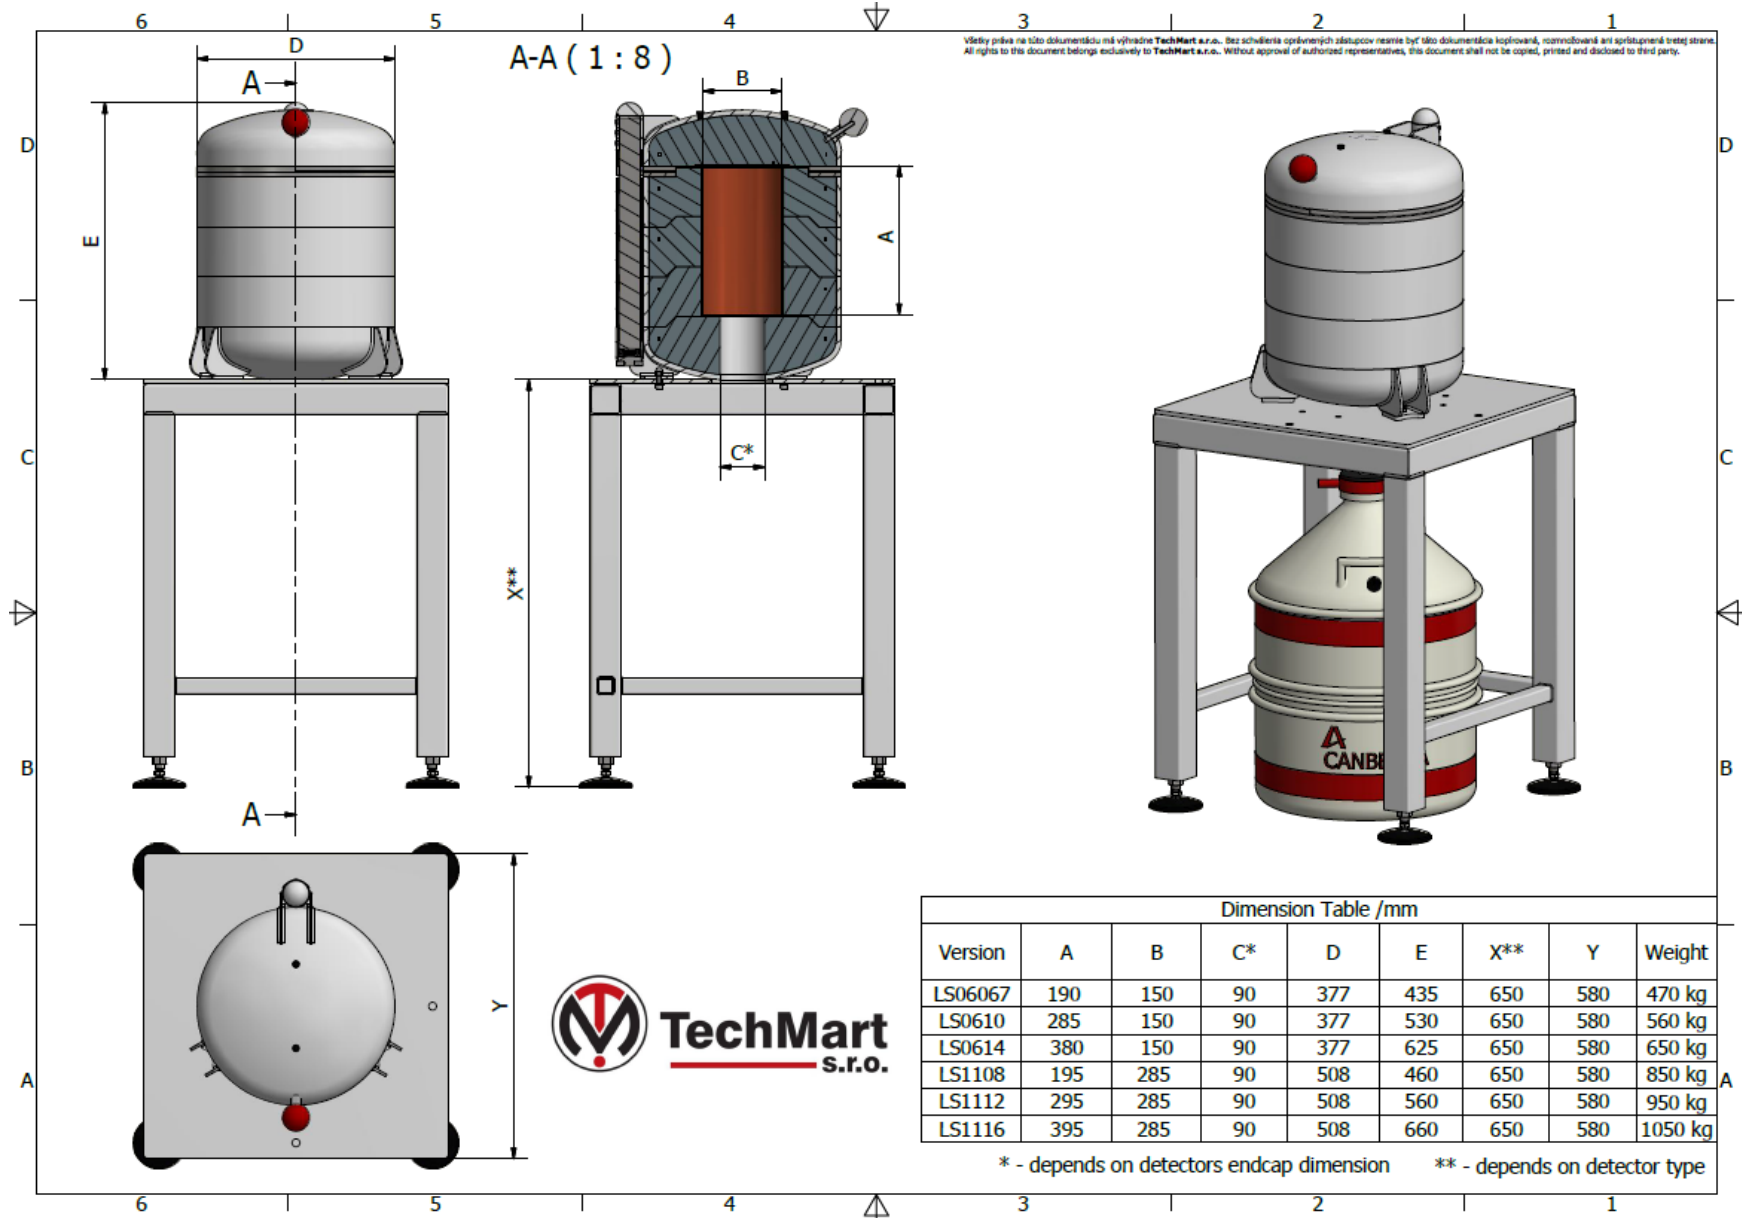 6 5 4 3 2 1
D
A
A-A ( 1 : 8 )
B
Všetky práva na túto dokumentáciu má výhradne TechMart s.r.o.. Bez schválenia oprávnených zástupcov nesmie byť táto dokumentácia kopírovaná, rozmnožovaná ani sprístupnená tretej strane.
All rights to this document belongs exclusively to TechMart s.r.o.. Without approval of authorized representatives, this document shall not be copied, printed and disclosed to third party.
D D
E
A
C C
C*
X**
B B
CANBE A
A
Y
TechMart
s.r.o.
A A
Dimension Table /mm
Version A B C* D E X** Y Weight
LS06067 190 150 90 377 435 650 580 470 kg
LS0610 285 150 90 377 530 650 580 560 kg
LS0614 380 150 90 377 625 650 580 650 kg
LS1108 195 285 90 508 460 650 580 850 kg
LS1112 295 285 90 508 560 650 580 950 kg
LS1116 395 285 90 508 660 650 580 1050 kg
* - depends on detectors endcap dimension ** - depends on detector type
6 5 4 3 2 1